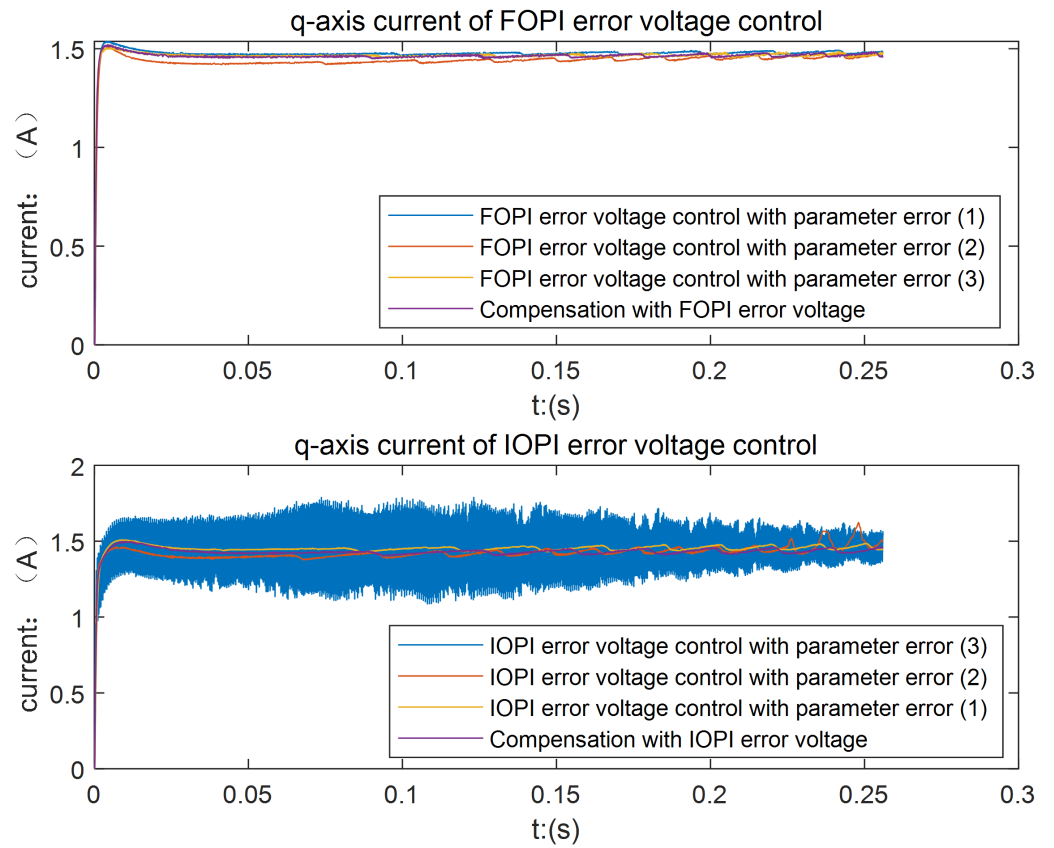 q-axis current of FOPI error voltage control
1.5
1
0.5
0
current: （A）
FOPI error voltage control with parameter error (1)
FOPI error voltage control with parameter error (2)
FOPI error voltage control with parameter error (3)
Compensation with FOPI error voltage
0 0.05 0.1 0.15 0.2 0.25 0.3
t:(s)
q-axis current of IOPI error voltage control
2
1.5
1
0.5
0
current: （A）
IOPI error voltage control with parameter error (3)
IOPI error voltage control with parameter error (2)
IOPI error voltage control with parameter error (1)
Compensation with IOPI error voltage
0 0.05 0.1 0.15 0.2 0.25 0.3
t:(s)